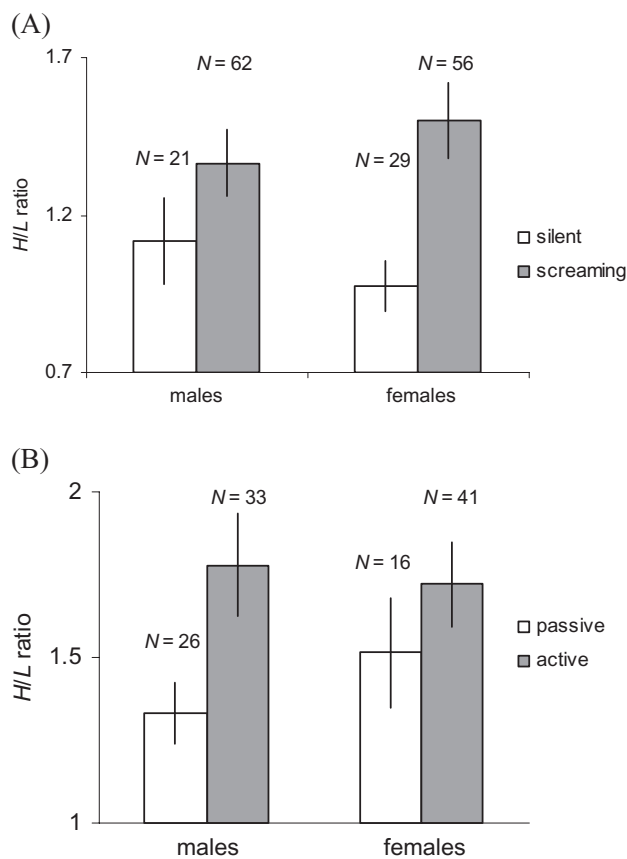 (A)
1.7
N = 62
N = 56
N = 21
N = 29
1.2
H/L ratio
silent
screaming
0.7
males
females
(B)
2
N = 33
N = 41
N = 16
N = 26
passive
1.5
active
H/L ratio
1
males
females